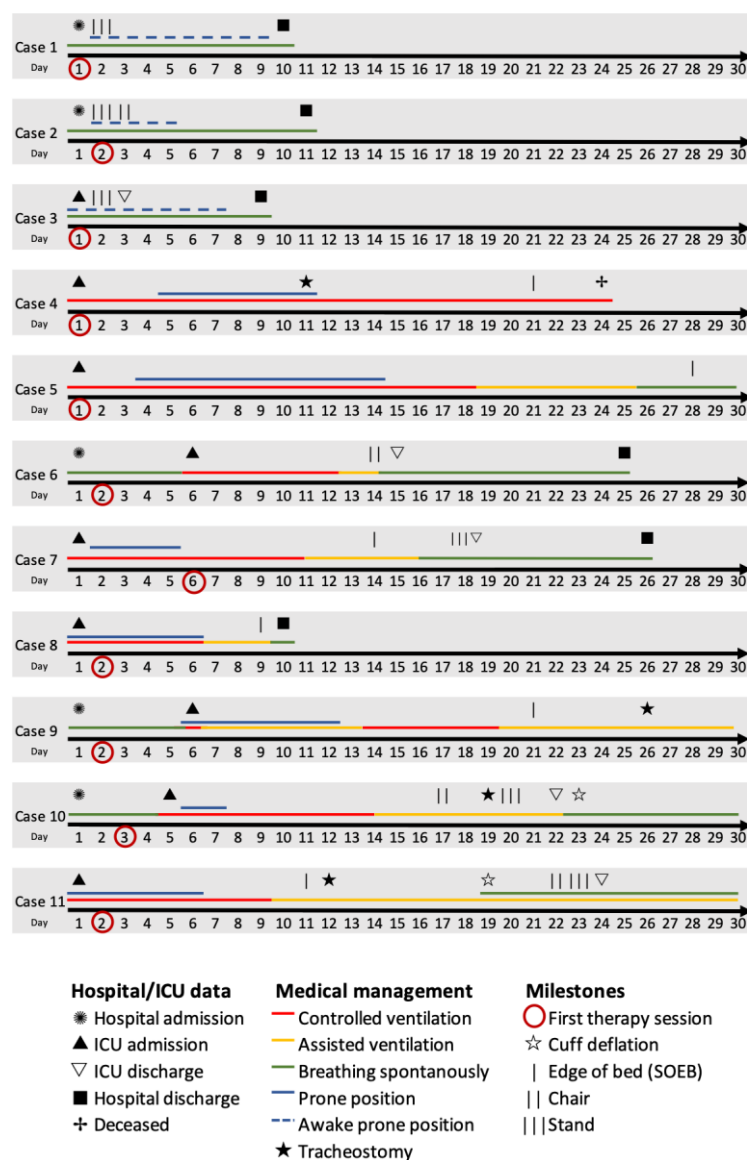 Case 1
Day 1 2 3 4 5 6 7 8 9 10 11 12 13 14 15 16 17 18 19 20 21 22 23 24 25 26 27 28 29 30
Case 2
Day 1 2 3 4 5 6 7 8 9 10 11 12 13 14 15 16 17 18 19 20 21 22 23 24 25 26 27 28 29 30
Case 3
Day 1 2 3 4 5 6 7 8 9 10 11 12 13 14 15 16 17 18 19 20 21 22 23 24 25 26 27 28 29 30
Case 4
Day 1 2 3 4 5 6 7 8 9 10 11 12 13 14 15 16 17 18 19 20 21 22 23 24 25 26 27 28 29 30
Case 5
Day 1 2 3 4 5 6 7 8 9 10 11 12 13 14 15 16 17 18 19 20 21 22 23 24 25 26 27 28 29 30
Case 6
Day 1 2 3 4 5 6 7 8 9 10 11 12 13 14 15 16 17 18 19 20 21 22 23 24 25 26 27 28 29 30
Case 7
Day 1 2 3 4 5 6 7 8 9 10 11 12 13 14 15 16 17 18 19 20 21 22 23 24 25 26 27 28 29 30
Case 8
Day 1 2 3 4 5 6 7 8 9 10 11 12 13 14 15 16 17 18 19 20 21 22 23 24 25 26 27 28 29 30
Case 9
Day 1 2 3 4 5 6 7 8 9 10 11 12 13 14 15 16 17 18 19 20 21 22 23 24 25 26 27 28 29 30
Case 10
Day 1 2 3 4 5 6 7 8 9 10 11 12 13 14 15 16 17 18 19 20 21 22 23 24 25 26 27 28 29 30
Case 11
Day 1 2 3 4 5 6 7 8 9 10 11 12 13 14 15 16 17 18 19 20 21 22 23 24 25 26 27 28 29 30
Hospital/ICU data
Hospital admission
ICU admission
ICU discharge
Hospital discharge
Deceased
Medical management
Controlled ventilation
Assisted ventilation
Breathing spontanously
Prone position
Awake prone position
Tracheostomy
Milestones
First therapy session
Cuff deflation
Edge of bed (SOEB)
Chair
Stand